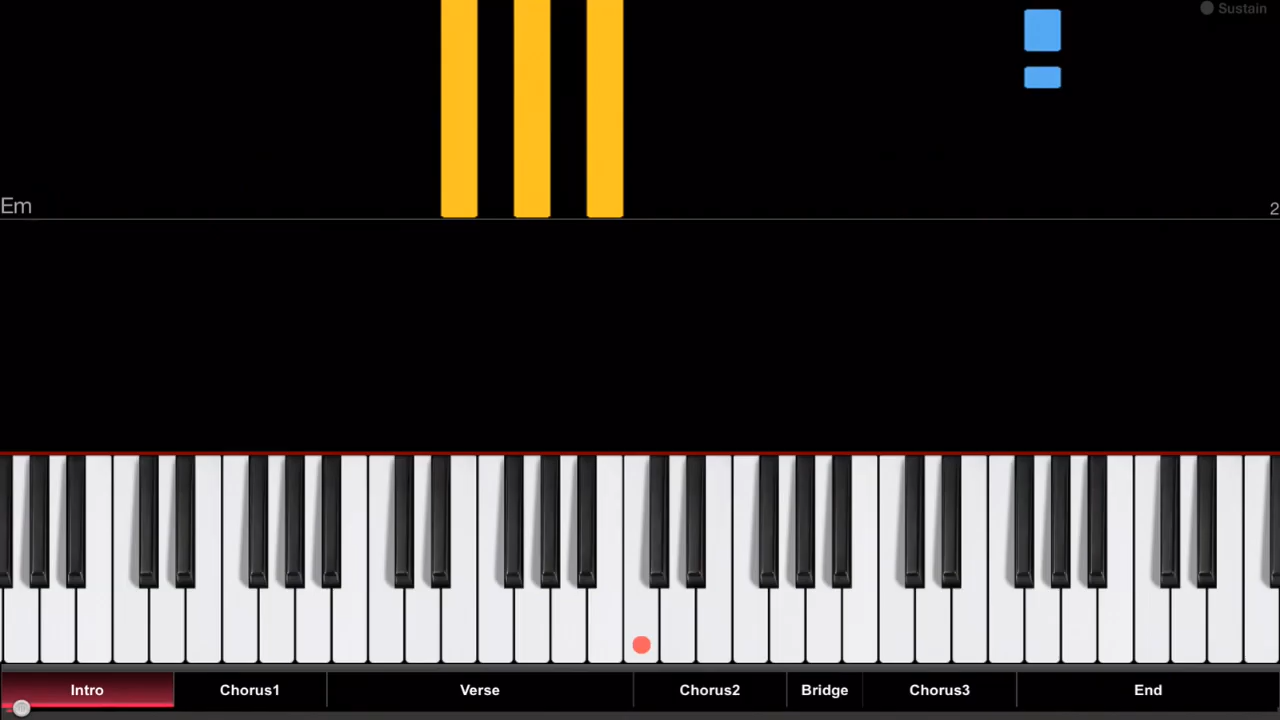 Sustain
Em
2
Intro
Chorus1
Verse
Chorus2
Bridge
Chorus3
End